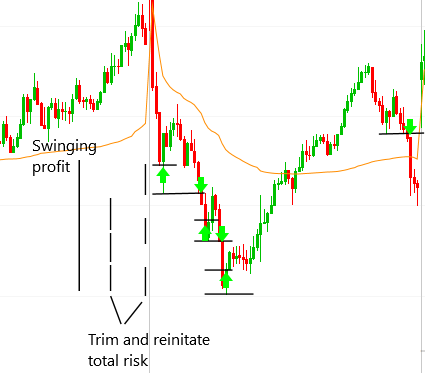 Swinging
profit
Trim and reinitate
total risk